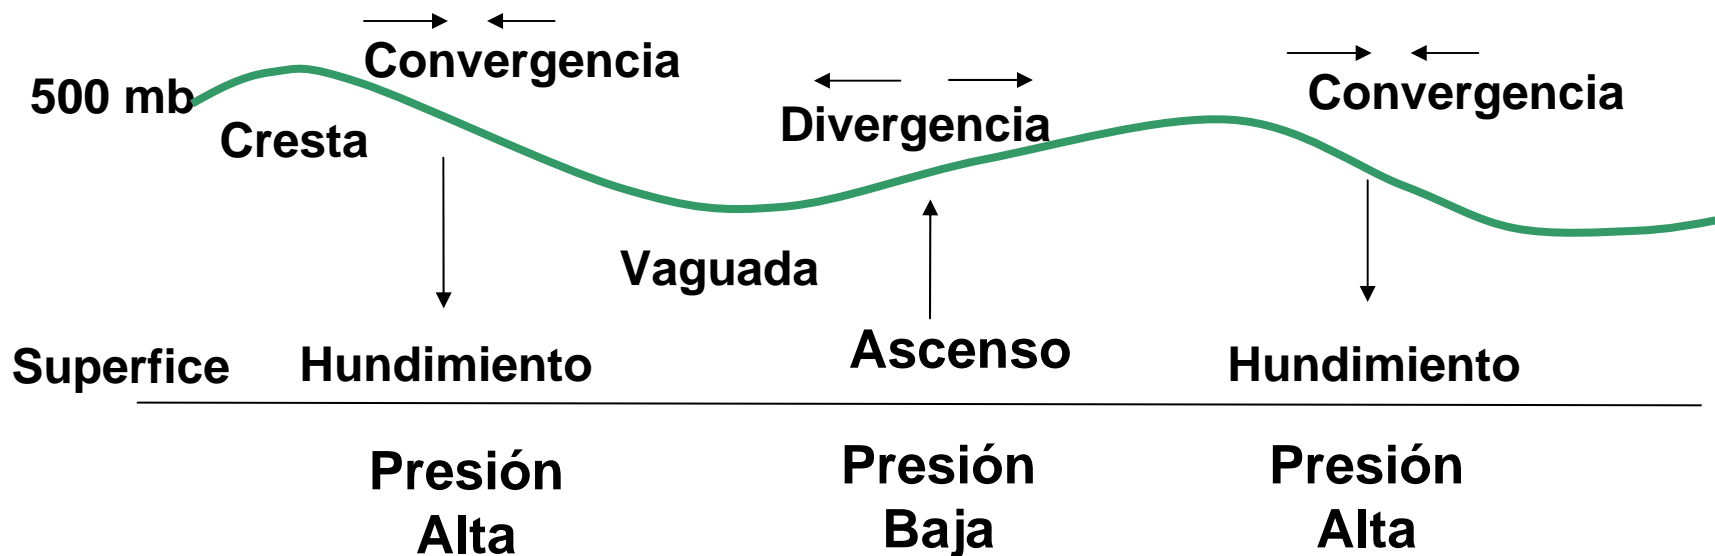 Convergencia
500 mb
Cresta
Divergencia
Convergencia
Vaguada
Superfice
Hundimiento
Ascenso
Hundimiento
Presión
Alta
Presión
Baja
Presión
Alta